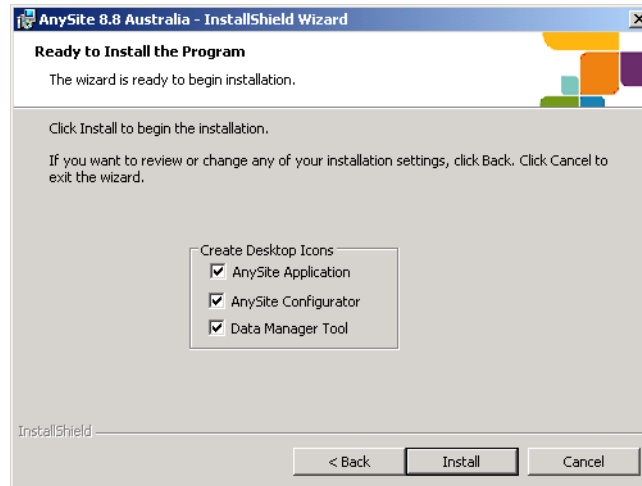 AnySite 8.8 Australia - InstallShield Wizard
Ready to Install the Program
The wizard is ready to begin installation.
Click Install to begin the installation.
If you want to review or change any of your installation settings, click Back. Click Cancel to
exit the wizard.
Create Desktop Icons
AnySite Application
AnySite Configurator
Data Manager Tool
InstallShield
< Back
Install
Cancel